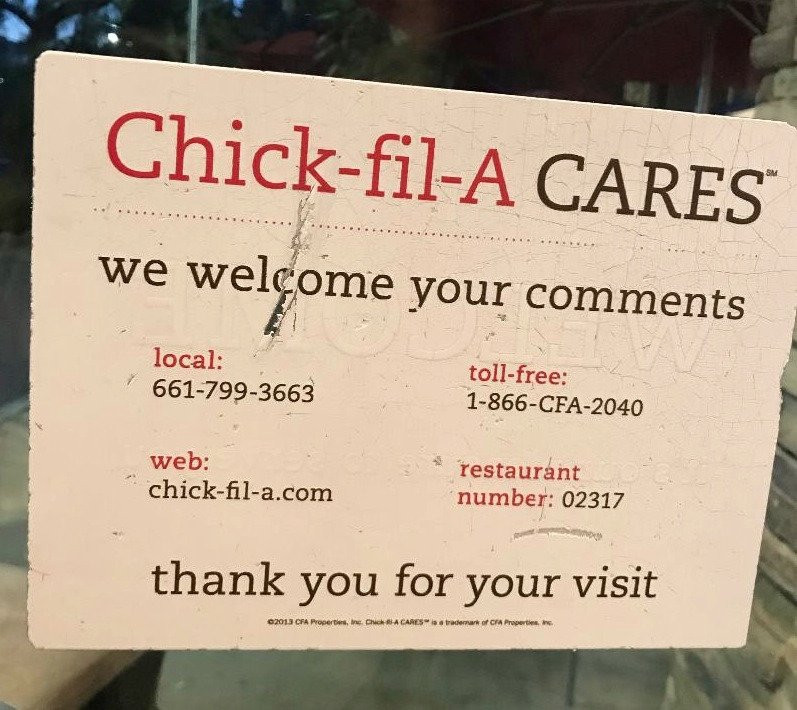 Chick-fil-A CARES℠
we welcome your comments
local:
661-799-3663
toll-free:
1-866-CFA-2040
web:
chick-fil-a.com
restaurant
number: 02317
thank you for your visit
©2013 CFA Properties, Inc. Chick-fil-A CARES℠ is a trademark of CFA Properties, Inc.
WELCOME